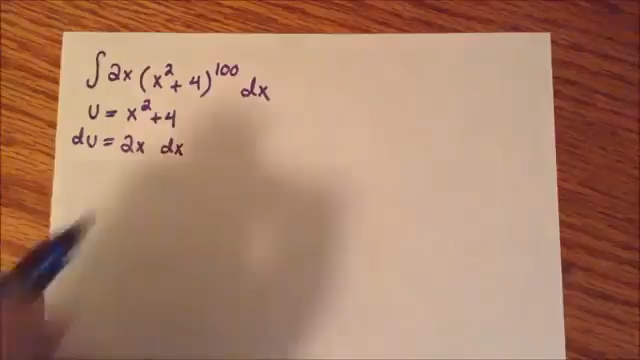 ∫ 2x (x² + 4)¹⁰⁰ dx
u = x² + 4
du = 2x dx